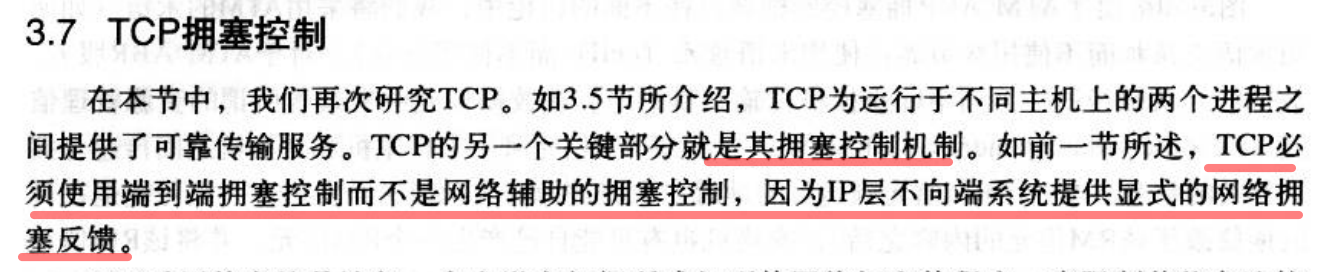 3.7 TCP拥塞控制
在本节中，我们再次研究TCP。如3.5节所介绍，TCP为运行于不同主机上的两个进程之
间提供了可靠传输服务。TCP的另一个关键部分就是其拥塞控制机制。如前一节所述，TCP必
须使用端到端拥塞控制而不是网络辅助的拥塞控制，因为IP层不向端系统提供显式的网络拥
塞反馈。